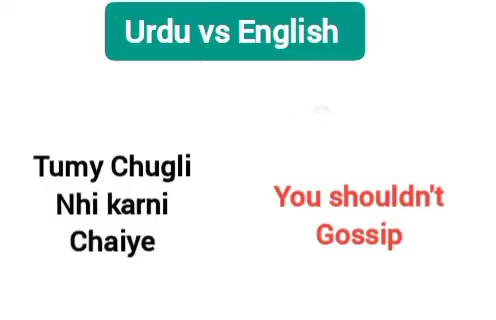 Urdu vs English
Tumy Chugli
Nhi karni
Chaiye
You shouldn't
Gossip